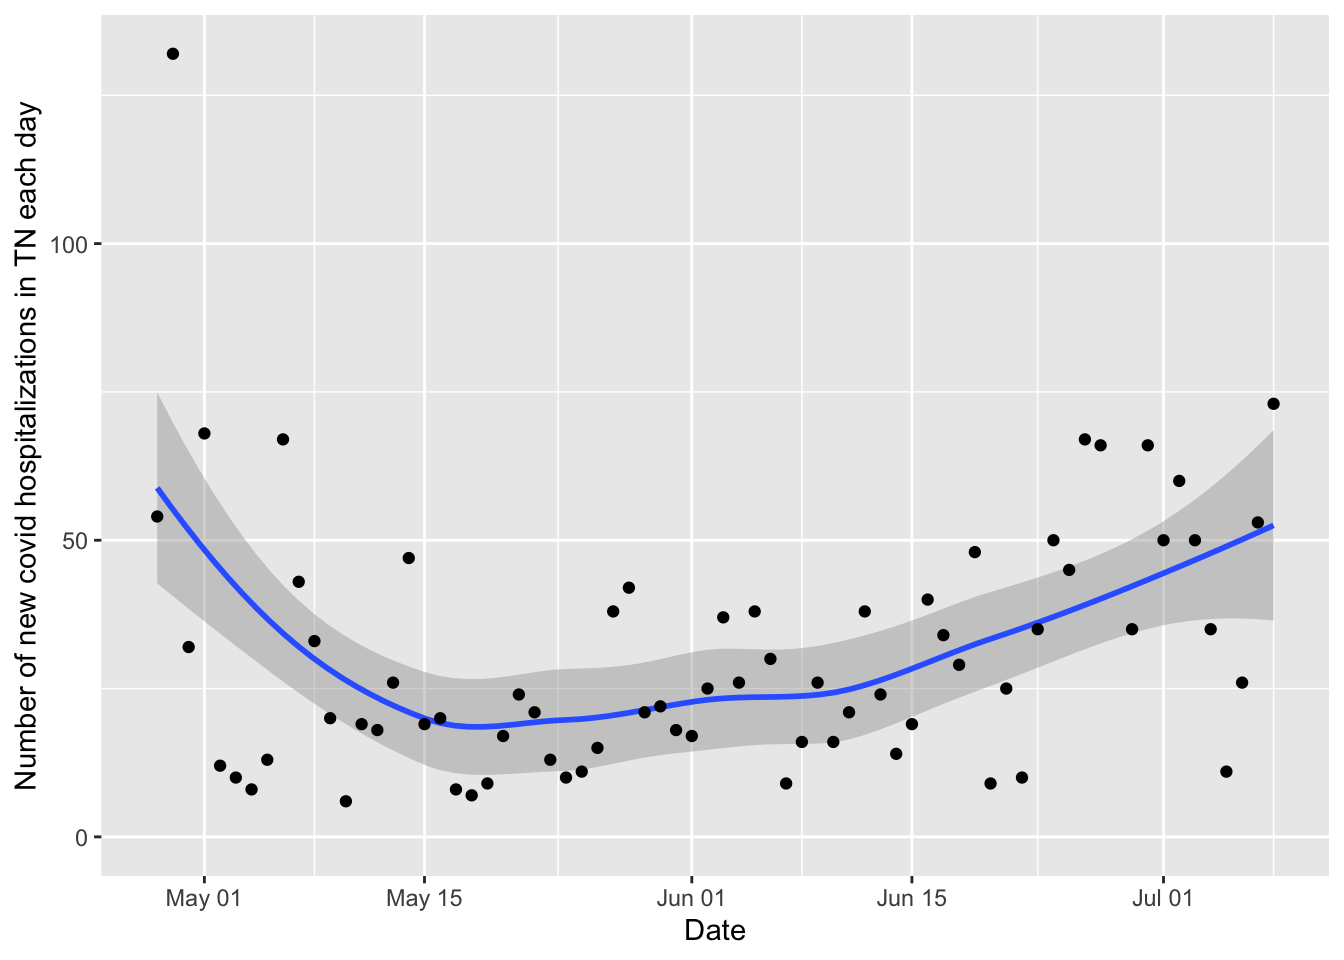 Number of new covid hospitalizations in TN each day
100
50
0
May 01
May 15
Jun 01
Jun 15
Jul 01
Date